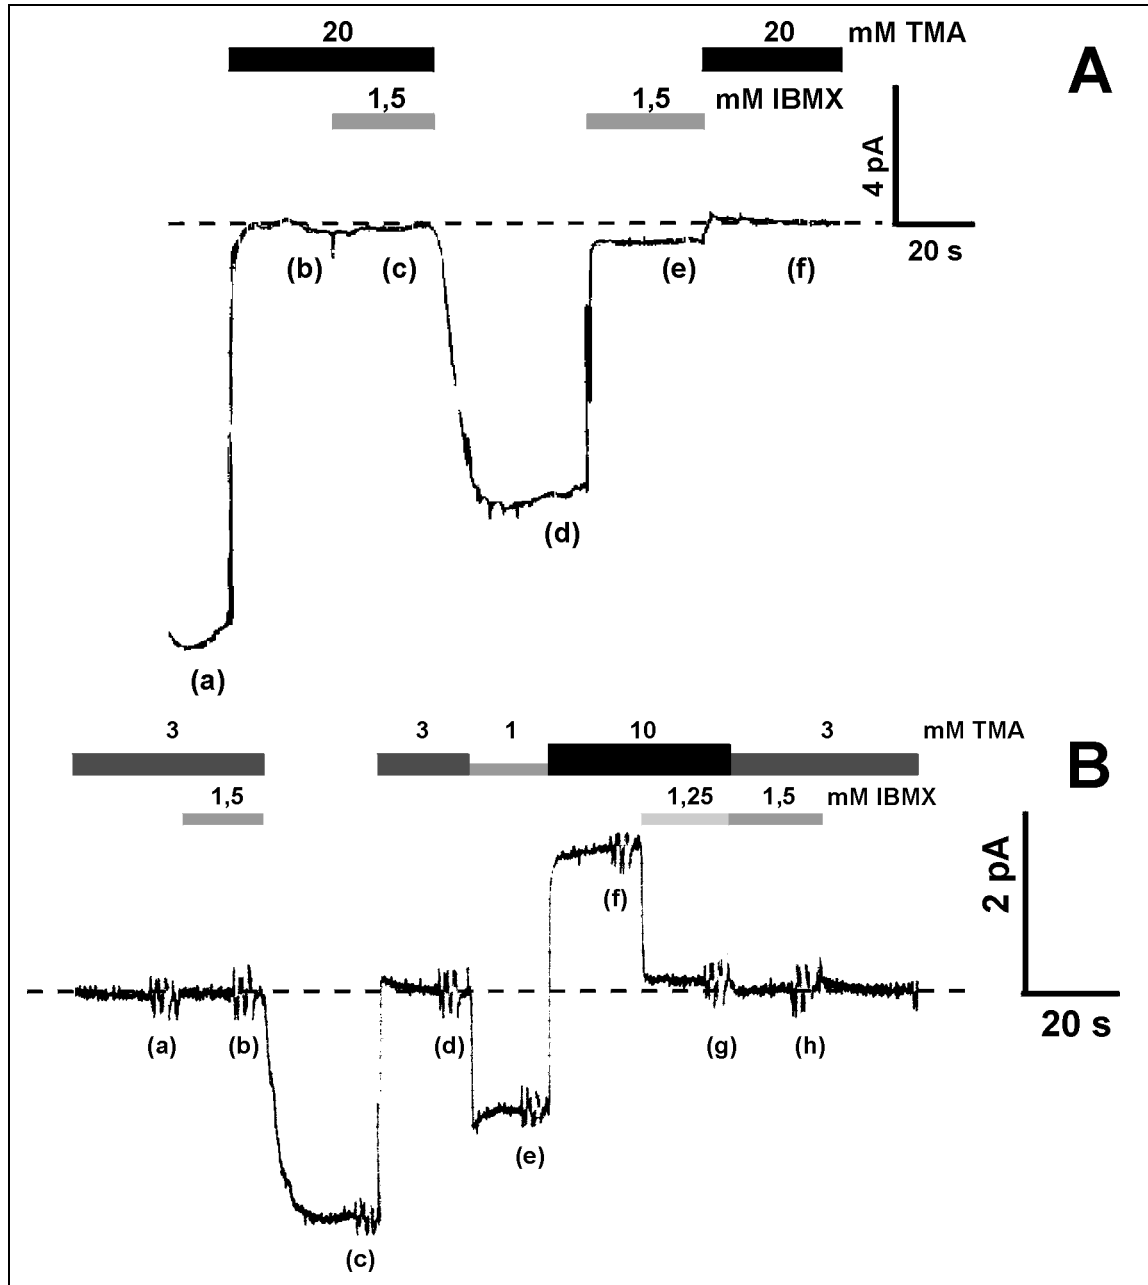 20 20 mM TMA
A
1,5 1,5 mM IBMX
4 pA
20 s
(b) (c) (e) (f)
(d)
(a)
3 3 1 10 3 mM TMA
B
1,5 1,25 1,5 mM IBMX
2 pA
(f)
20 s
(a) (b) (d) (g) (h)
(e)
(c)